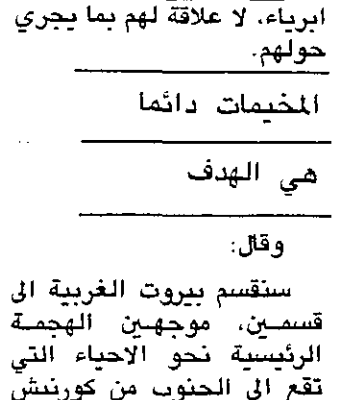 ابرياء، لا علاقة لهم بما يجري
حولهم.
المخيمات دائما
هي الهدف
وقال:
سنقسم بيروت الغربية الى
قسمين، موجهين الهجمة
الرئيسية نحو الاحياء التي
تقع الى الجنوب من كورنيش